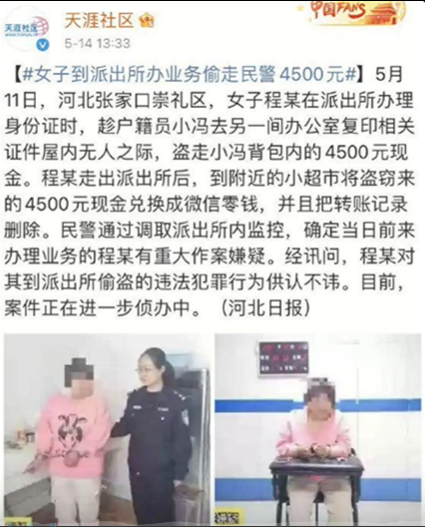 天涯社区
5-14 13:33
中国FANS
#女子到派出所办业务偷走民警4500元#】5月
11日，河北张家口崇礼区，女子程某在派出所办理
身份证时，趁户籍员小冯去另一间办公室复印相关
证件屋内无人之际，盗走小冯背包内的4500元现
金。程某走出派出所后，到附近的小超市将盗窃来
的4500元现金兑换成微信零钱，并且把转账记录
删除。民警通过调取派出所内监控，确定当日前来
办理业务的程某有重大作案嫌疑。经讯问，程某对
其到派出所偷盗的违法犯罪行为供认不讳。目前，
案件正在进一步侦办中。（河北日报）